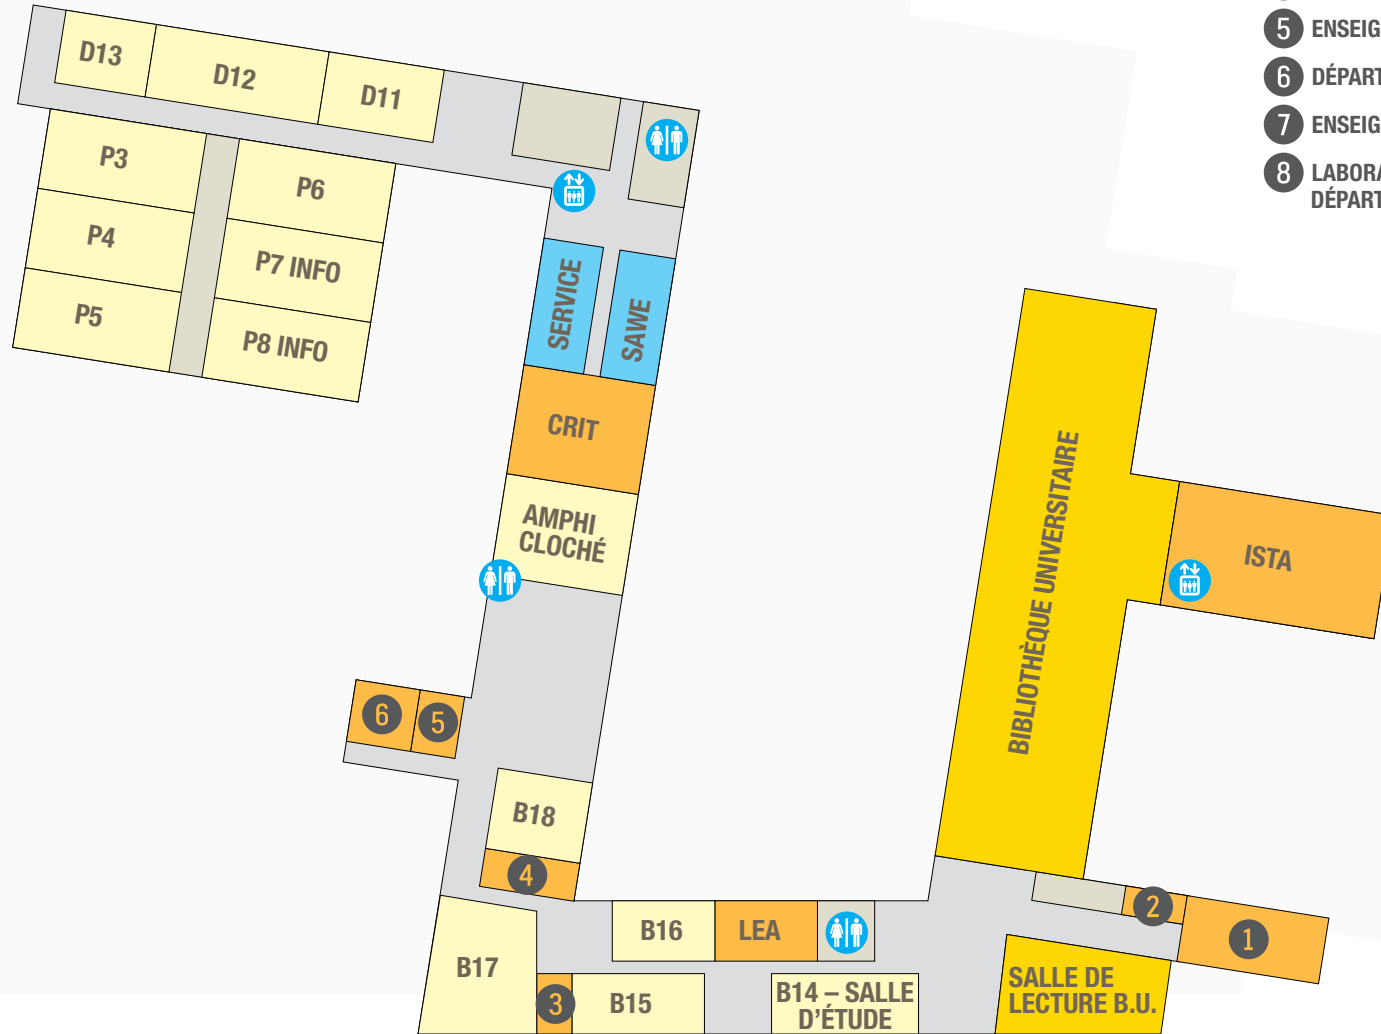 5 ENSEIG
6 DÉPART
7 ENSEIG
8 LABORA
DÉPART
D13
D12
D11
P3
P6
P4
P7 INFO
P5
P8 INFO
SERVICE
SAWE
CRIT
AMPHI
CLOCHÉ
BIBLIOTHÈQUE UNIVERSITAIRE
ISTA
6
5
B18
4
2
1
B16
LEA
B17
3
B15
B14 – SALLE
D'ÉTUDE
SALLE DE
LECTURE B.U.